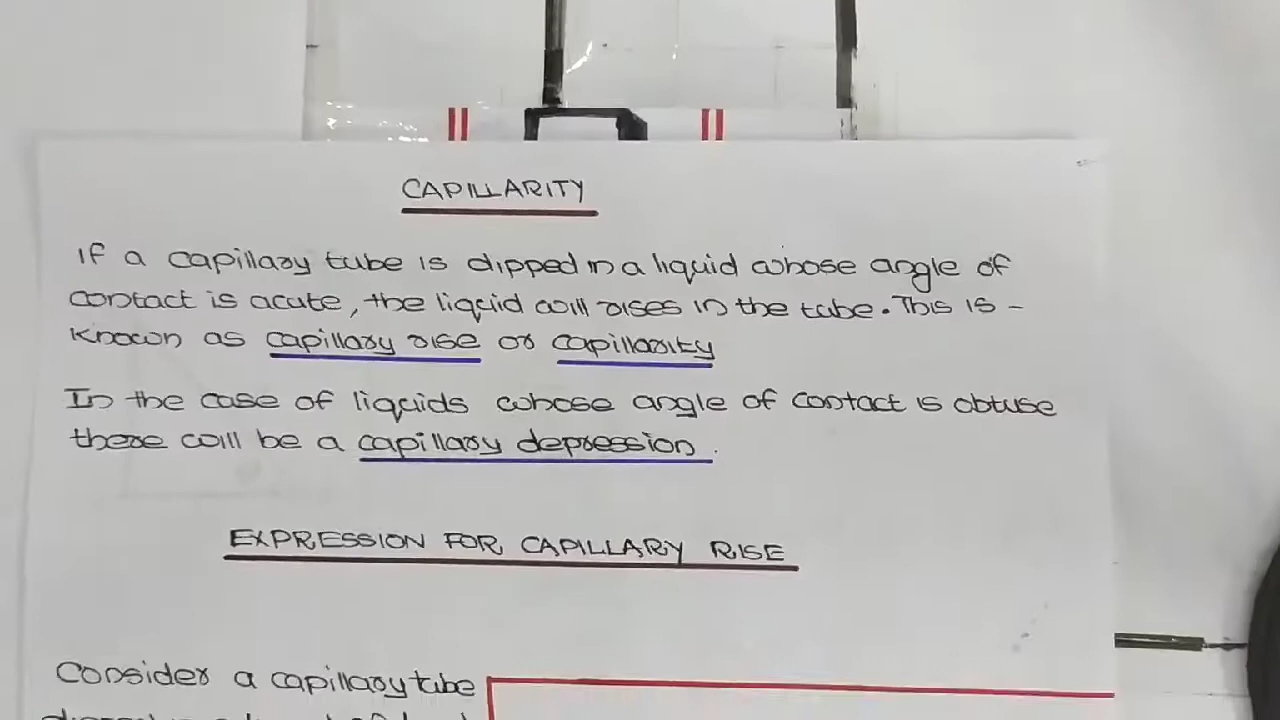 CAPILLARITY
If a capillary tube is dipped in a liquid whose angle of
contact is acute, the liquid will rises in the tube. This is -
known as capillary rise or capillarity
In the case of liquids whose angle of contact is obtuse
there will be a capillary depression.
EXPRESSION FOR CAPILLARY RISE
Consider a capillary tube